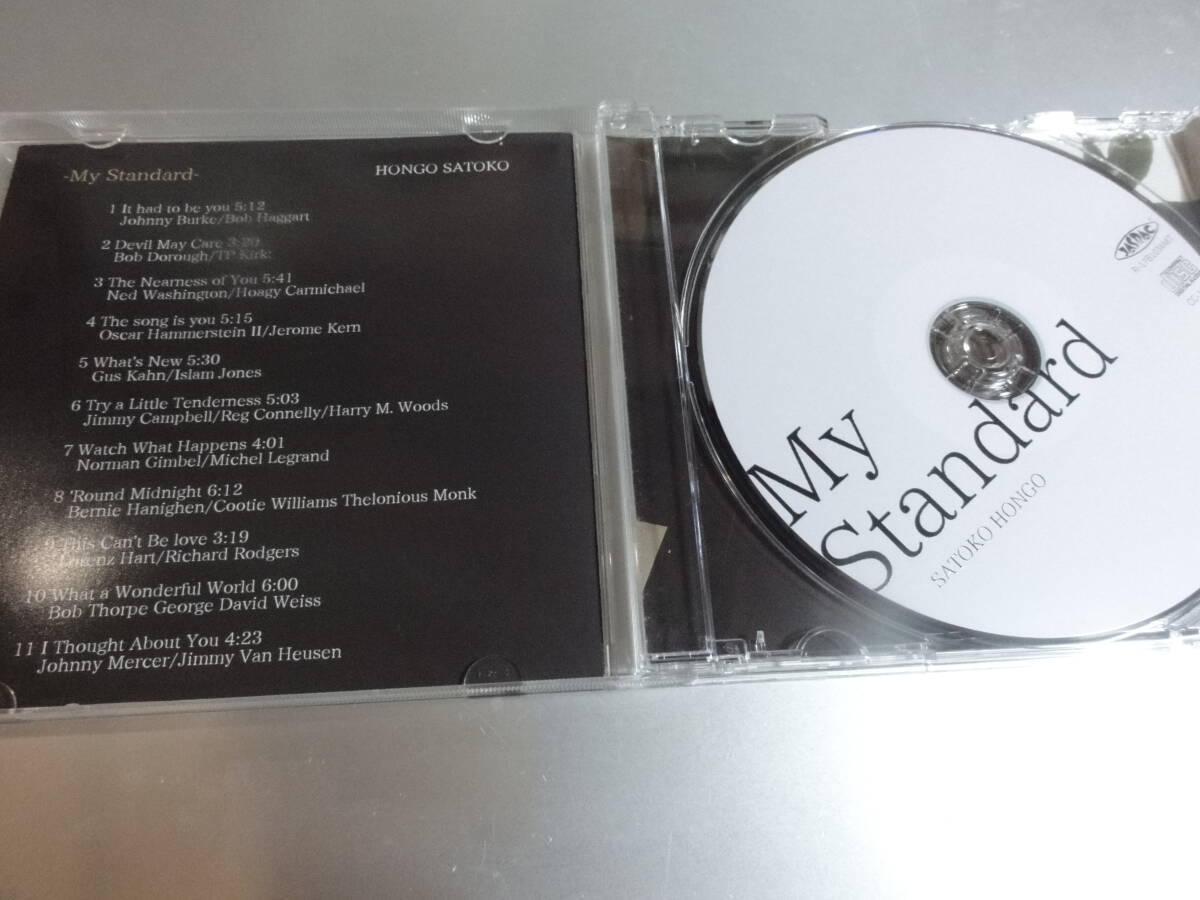 -My Standard-
HONGO SATOKO
1 It had to be you 5:12
Johnny Burke/Bob Haggart
2 Devil May Care 3:20
Bob Dorough/TP Kirk
3 The Nearness of You 5:41
Ned Washington/Hoagy Carmichael
4 The song is you 5:15
Oscar Hammerstein II/Jerome Kern
5 What's New 5:30
Gus Kahn/Islam Jones
6 Try a Little Tenderness 5:03
Jimmy Campbell/Reg Connelly/Harry M. Woods
7 Watch What Happens 4:01
Norman Gimbel/Michel Legrand
8 'Round Midnight 6:12
Bernie Hanighen/Cootie Williams Thelonious Monk
9 This Can't Be love 3:19
Lorenz Hart/Richard Rodgers
10 What a Wonderful World 6:00
Bob Thorpe George David Weiss
11 I Thought About You 4:23
Johnny Mercer/Jimmy Van Heusen
JASRAC
My
Standard
SATOKO HONGO